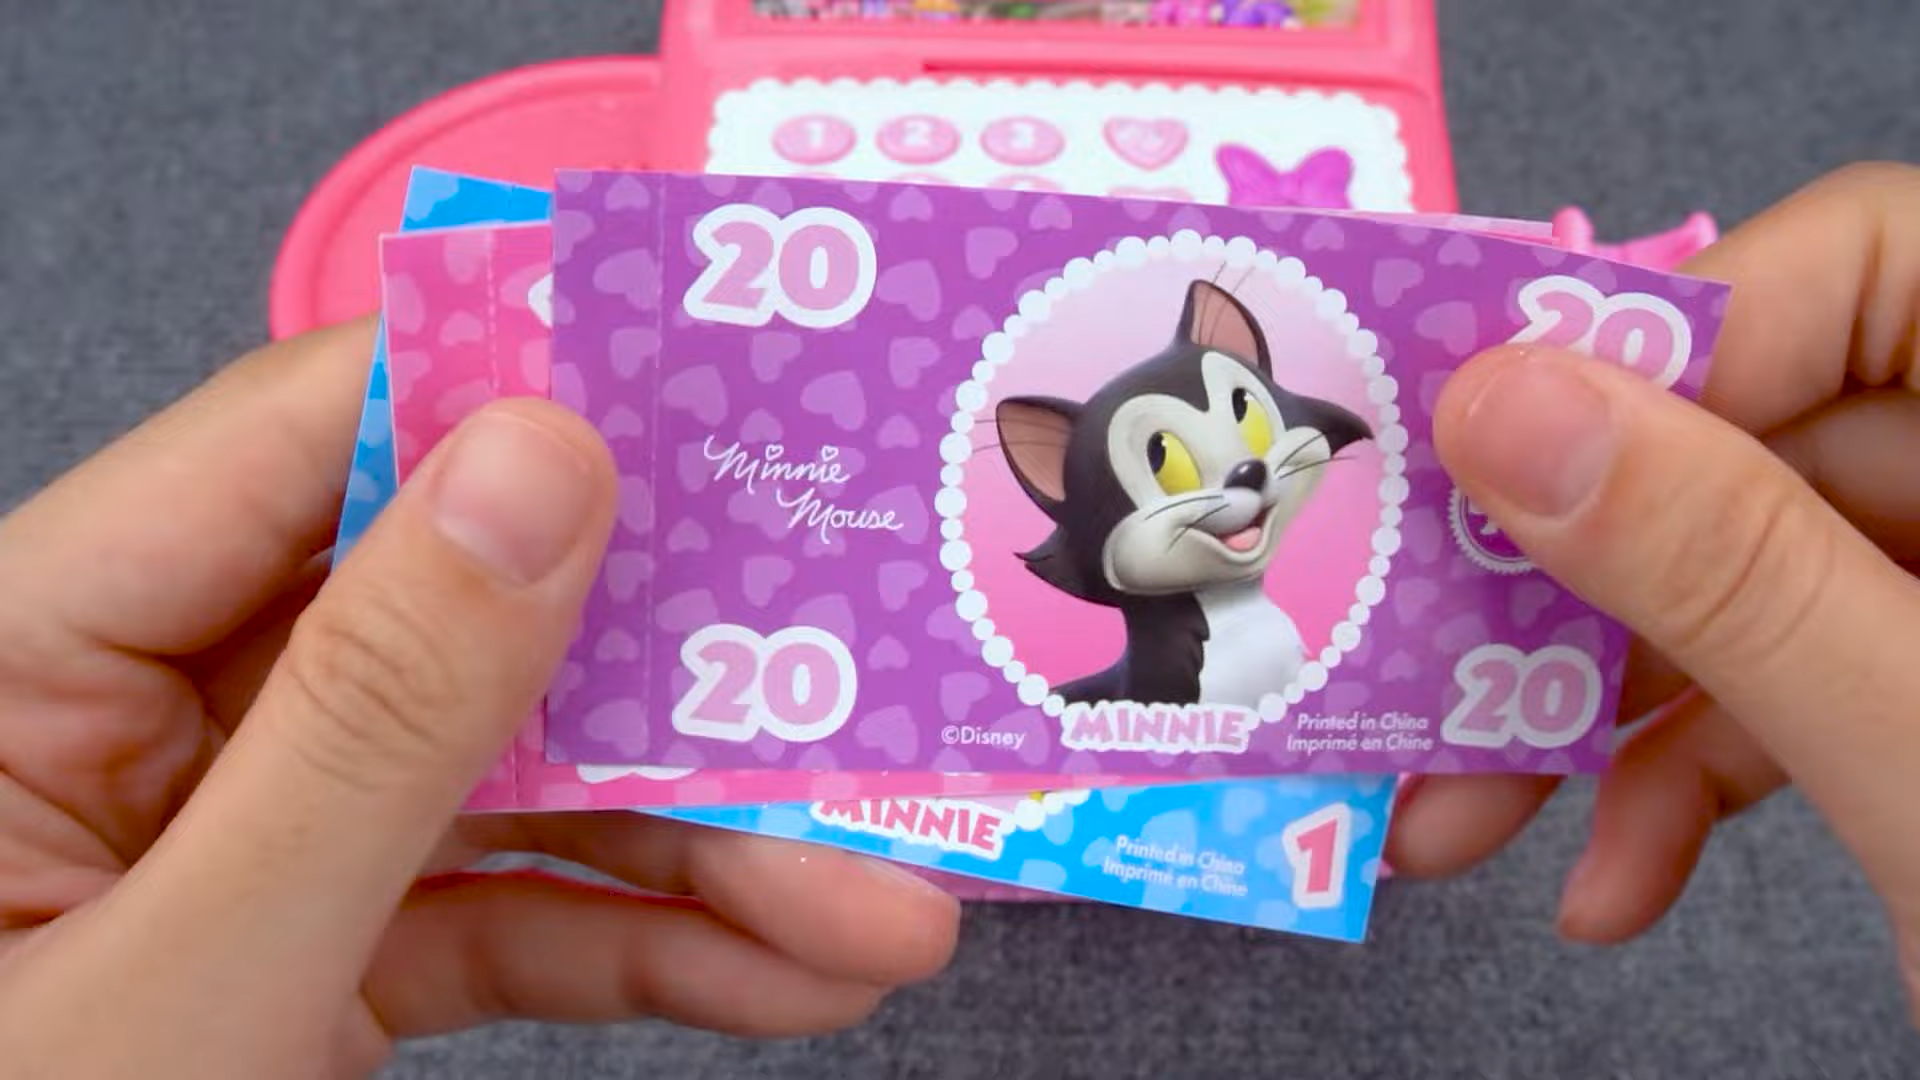 1 2 3
20 20
Minnie
Mouse
20 20
©Disney
MINNIE
Printed in China
Imprimé en Chine
MINNIE
Printed in China
Imprimé en Chine
1